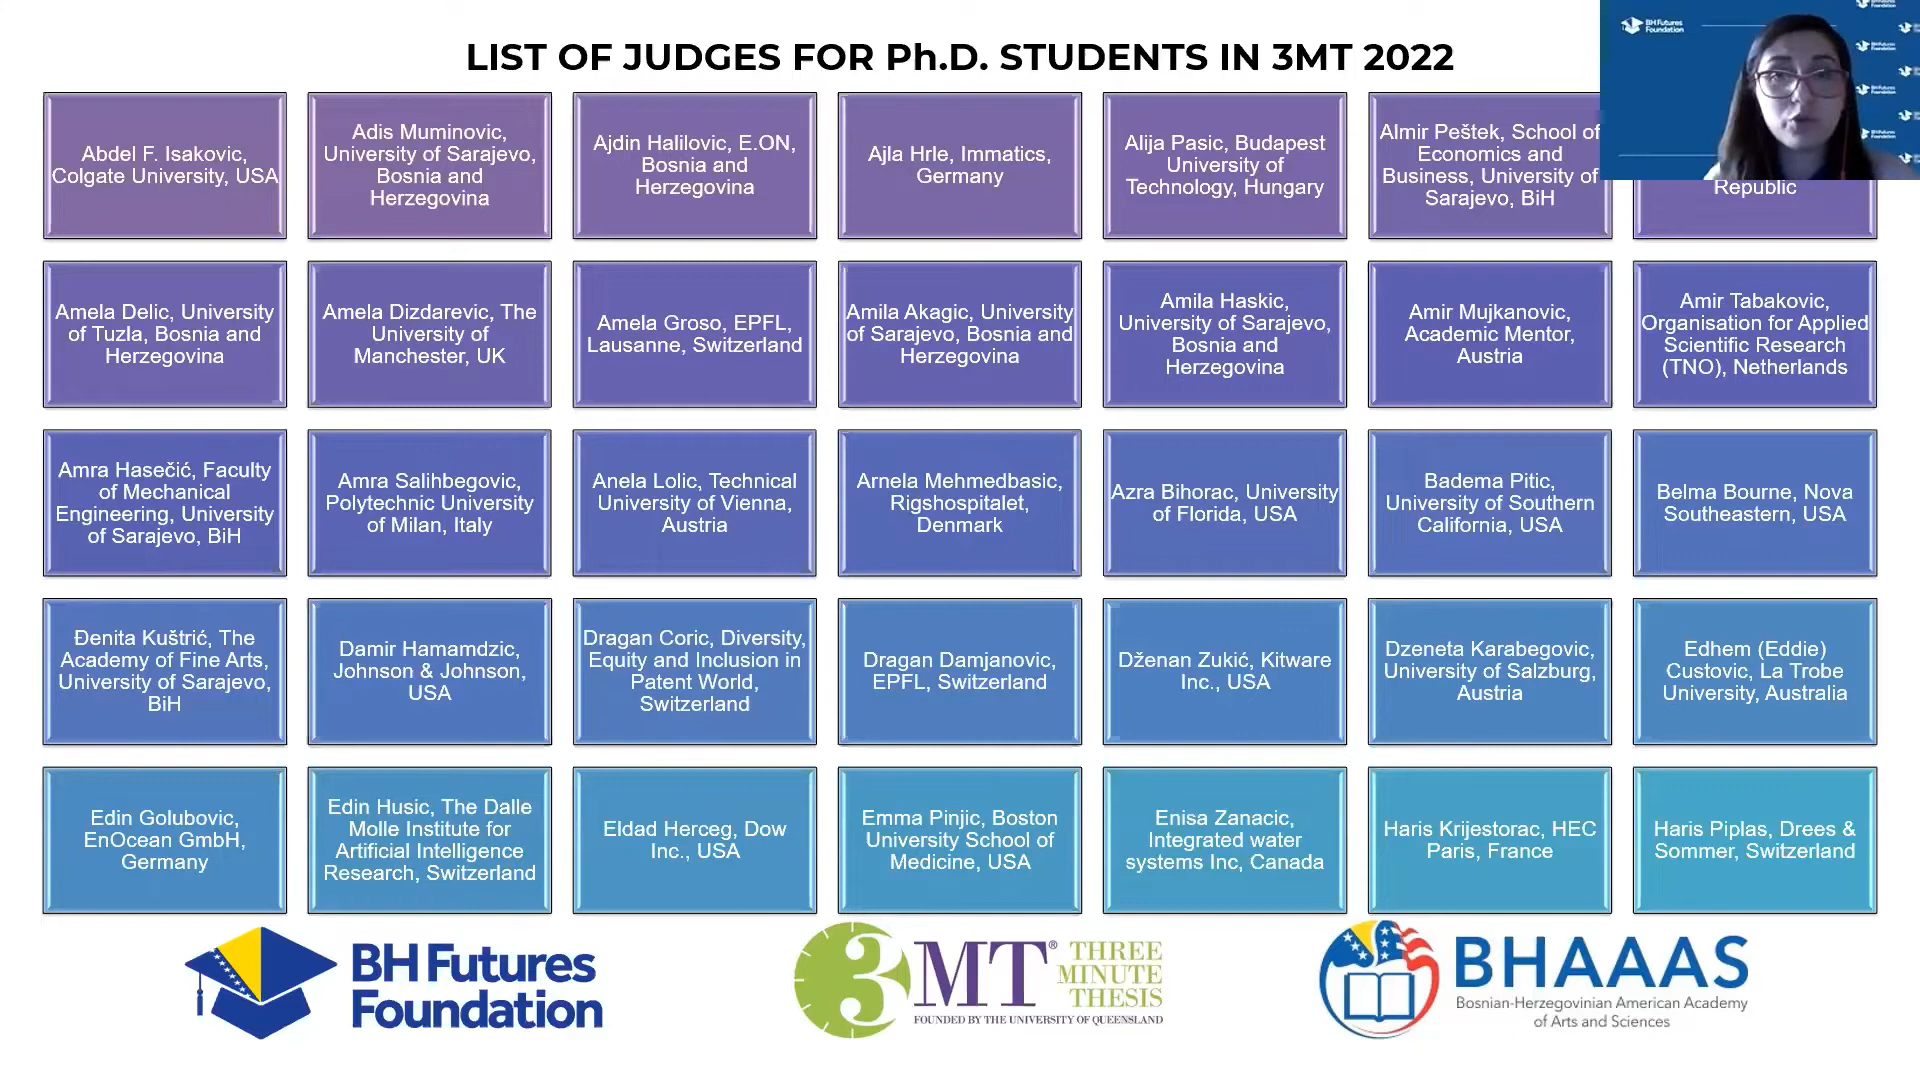 LIST OF JUDGES FOR Ph.D. STUDENTS IN 3MT 2022
BH Futures
Foundation
Abdel F. Isakovic,
Colgate University, USA
Adis Muminovic,
University of Sarajevo,
Bosnia and
Herzegovina
Ajdin Halilovic, E.ON,
Bosnia and
Herzegovina
Ajla Hrle, Immatics,
Germany
Alija Pasic, Budapest
University of
Technology, Hungary
Almir Peštek, School of
Economics and
Business, University of
Sarajevo, BiH
Republic
Amela Delic, University
of Tuzla, Bosnia and
Herzegovina
Amela Dizdarevic, The
University of
Manchester, UK
Amela Groso, EPFL,
Lausanne, Switzerland
Amila Akagic, University
of Sarajevo, Bosnia and
Herzegovina
Amila Haskic,
University of Sarajevo,
Bosnia and
Herzegovina
Amir Mujkanovic,
Academic Mentor,
Austria
Amir Tabakovic,
Organisation for Applied
Scientific Research
(TNO), Netherlands
Amra Hasečić, Faculty
of Mechanical
Engineering, University
of Sarajevo, BiH
Amra Salihbegovic,
Polytechnic University
of Milan, Italy
Anela Lolic, Technical
University of Vienna,
Austria
Arnela Mehmedbasic,
Rigshospitalet,
Denmark
Azra Bihorac, University
of Florida, USA
Badema Pitic,
University of Southern
California, USA
Belma Bourne, Nova
Southeastern, USA
Đenita Kuštrić, The
Academy of Fine Arts,
University of Sarajevo,
BiH
Damir Hamamdzic,
Johnson & Johnson,
USA
Dragan Coric, Diversity,
Equity and Inclusion in
Patent World,
Switzerland
Dragan Damjanovic,
EPFL, Switzerland
Dženan Zukić, Kitware
Inc., USA
Dzeneta Karabegovic,
University of Salzburg,
Austria
Edhem (Eddie)
Custovic, La Trobe
University, Australia
Edin Golubovic,
EnOcean GmbH,
Germany
Edin Husic, The Dalle
Molle Institute for
Artificial Intelligence
Research, Switzerland
Eldad Herceg, Dow
Inc., USA
Emma Pinjic, Boston
University School of
Medicine, USA
Enisa Zanacic,
Integrated water
systems Inc, Canada
Haris Krijestorac, HEC
Paris, France
Haris Piplas, Drees &
Sommer, Switzerland
BH Futures
Foundation
3MT® THREE
MINUTE
THESIS
FOUNDED BY THE UNIVERSITY OF QUEENSLAND
BHAAAS
Bosnian-Herzegovinian American Academy
of Arts and Sciences